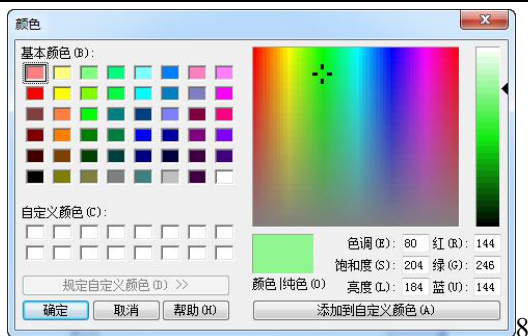 颜色
基本颜色(B):
自定义颜色(C):
规定自定义颜色(D) >>
确定 取消 帮助(H)
颜色|纯色(O)
色调(E): 80 红(R): 144
饱和度(S): 204 绿(G): 246
亮度(L): 184 蓝(U): 144
添加到自定义颜色(A)
8